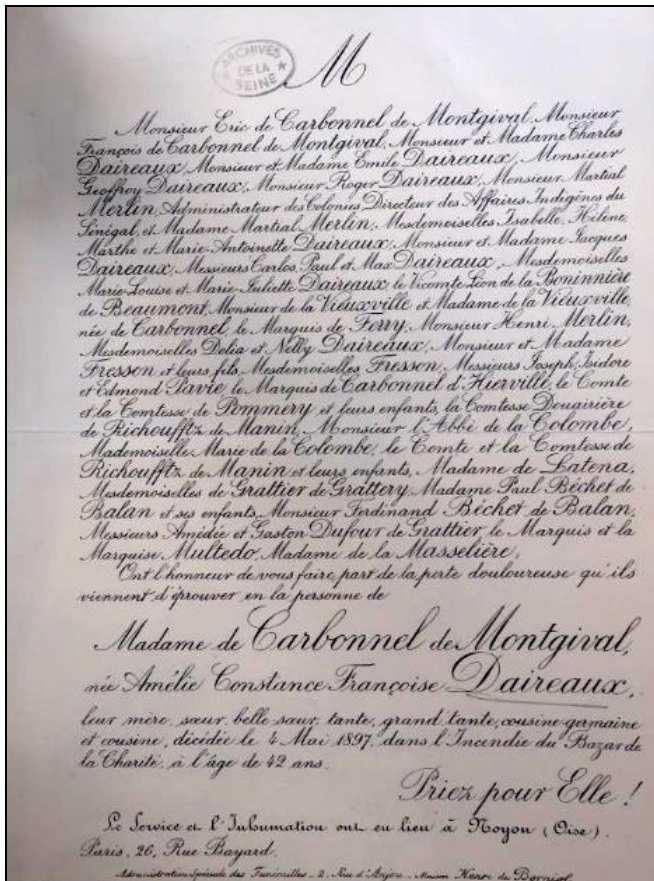 ARCHIVES
DE LA
SEINE
M
Monsieur Eric de Carbonnel de Montgival, Monsieur
François de Carbonnel de Montgival, Monsieur et Madame Charles
Daireaux, Monsieur et Madame Emile Daireaux, Monsieur
Geoffroy Daireaux, Monsieur Roger Daireaux, Monsieur Martial
Merlin, Administrateur des Colonies, Directeur des Affaires Indigènes du
Sénégal, et Madame Martial Merlin, Mesdemoiselles Isabelle, Hélène,
Marthe et Marie-Antoinette Daireaux, Monsieur et Madame Jacques
Daireaux, Messieurs Carlos, Paul et Max Daireaux, Mesdemoiselles
Marie-Louise et Marie-Juliette Daireaux, le Vicomte Léon de la Boninnière
de Beaumont, Monsieur de la Vieuxville et Madame de la Vieuxville,
née de Carbonnel, le Marquis de Ferry, Monsieur Henri Merlin,
Mesdemoiselles Delia et Nelly Daireaux, Monsieur et Madame
Fresson et leurs fils, Mesdemoiselles Fresson, Messieurs Joseph, Isidore
et Edmond Pavie, le Marquis de Carbonnel d'Hierville, le Comte
et la Comtesse de Pommery et leurs enfants, la Comtesse Douairière
de Richoufftz de Manin, Monsieur l'Abbé de la Colombe,
Mademoiselle Marie de la Colombe, le Comte et la Comtesse de
Richoufftz de Manin et leurs enfants, Madame de Latena,
Mesdemoiselles de Grattier de Grattery, Madame Paul Béchet de
Balan et ses enfants, Monsieur Ferdinand Béchet de Balan,
Messieurs Amédée et Gaston Dufour de Grattier, le Marquis et la
Marquise Multedo, Madame de la Masselière,
Ont l'honneur de vous faire part de la perte douloureuse qu'ils
viennent d'éprouver en la personne de
Madame de Carbonnel de Montgival,
née Amélie Constance Françoise Daireaux,
leur mère, sœur, belle sœur, tante, grand'tante, cousine germaine
et cousine, décédée le 4 Mai 1897, dans l'Incendie du Bazar de
la Charité, à l'âge de 42 ans.
Priez pour Elle !
Le Service et l'Inhumation ont eu lieu à Noyon (Oise).
Paris, 26, Rue Bayard.
Administration Spéciale des Funérailles - 2, Rue d'Anjou - Maison Henri de Borniol